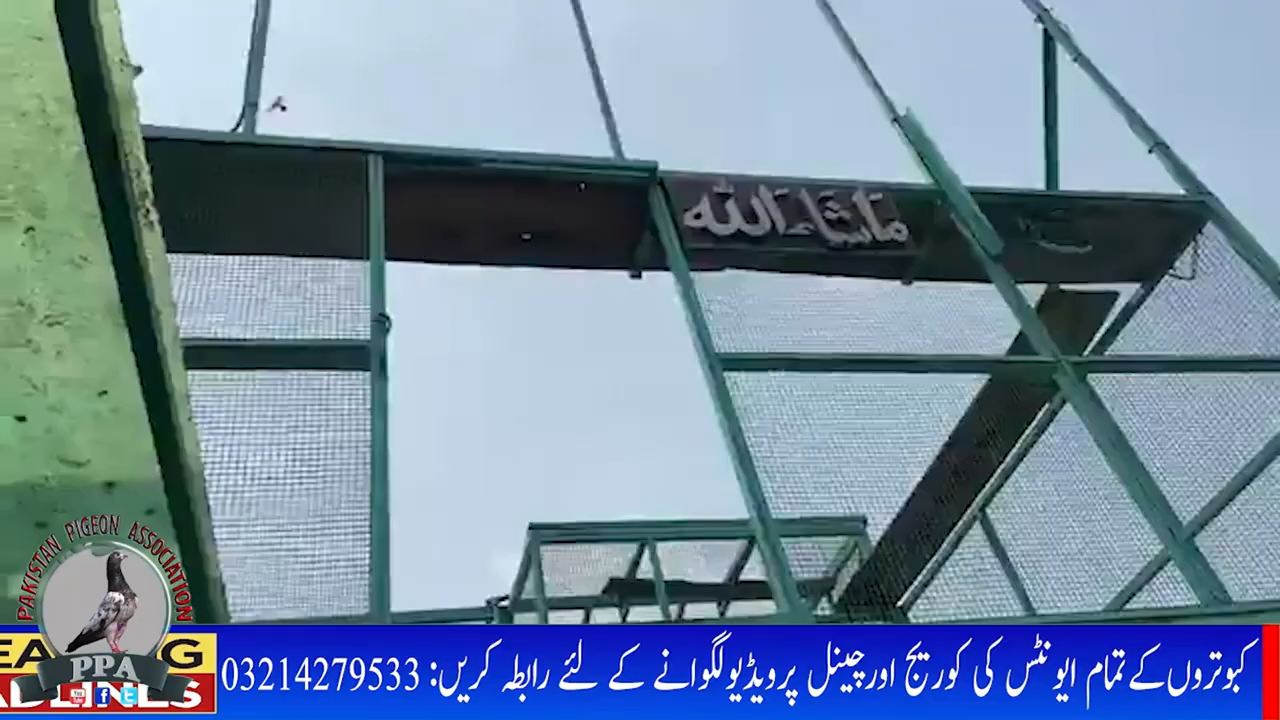 ماشاءالله
PAKISTAN PIGEON ASSOCIATION
PPA
کبوتروں کے تمام ایونٹس کی کوریج اور چینل پر ویڈیو لگوانے کے لئے رابطہ کریں: 03214279533